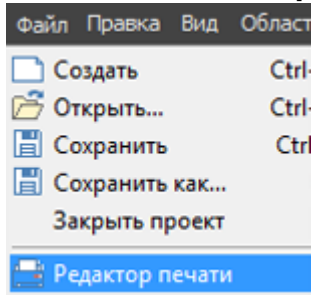 Файл Правка Вид Област
Создать Ctrl-
Открыть... Ctrl-
Сохранить Ctrl
Сохранить как...
Закрыть проект
Редактор печати